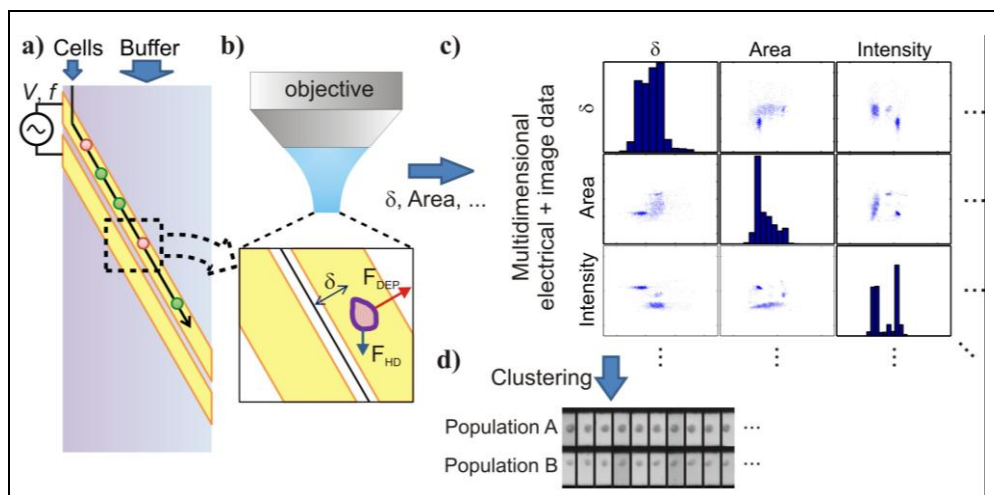 a)
Cells Buffer
V, f
b)
objective
δ
F_DEP
F_HD
δ, Area, ...
c)
δ Area Intensity
Multidimensional
electrical + image data
δ
Area
Intensity
...
...
...
⋮ ⋮ ⋮ ⋱
d)
Clustering
Population A ...
Population B ...